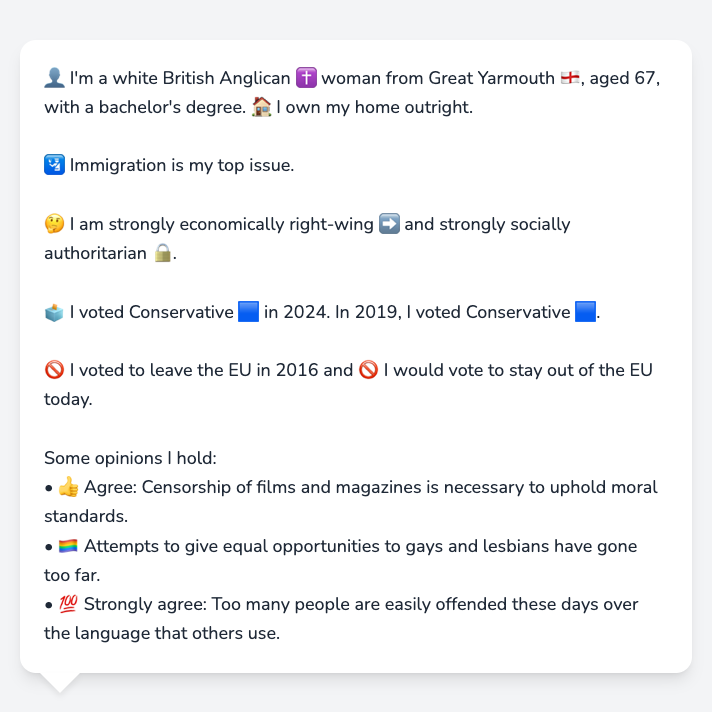 👤 I'm a white British Anglican ✝️ woman from Great Yarmouth 🏴󠁧󠁢󠁥󠁮󠁧󠁿, aged 67,
with a bachelor's degree. 🏠 I own my home outright.
🛂 Immigration is my top issue.
🤔 I am strongly economically right-wing ➡️ and strongly socially
authoritarian 🔒.
🗳️ I voted Conservative 🟦 in 2024. In 2019, I voted Conservative 🟦.
🚫 I voted to leave the EU in 2016 and 🚫 I would vote to stay out of the EU
today.
Some opinions I hold:
• 👍 Agree: Censorship of films and magazines is necessary to uphold moral
standards.
• 🏳️‍🌈 Attempts to give equal opportunities to gays and lesbians have gone
too far.
• 💯 Strongly agree: Too many people are easily offended these days over
the language that others use.